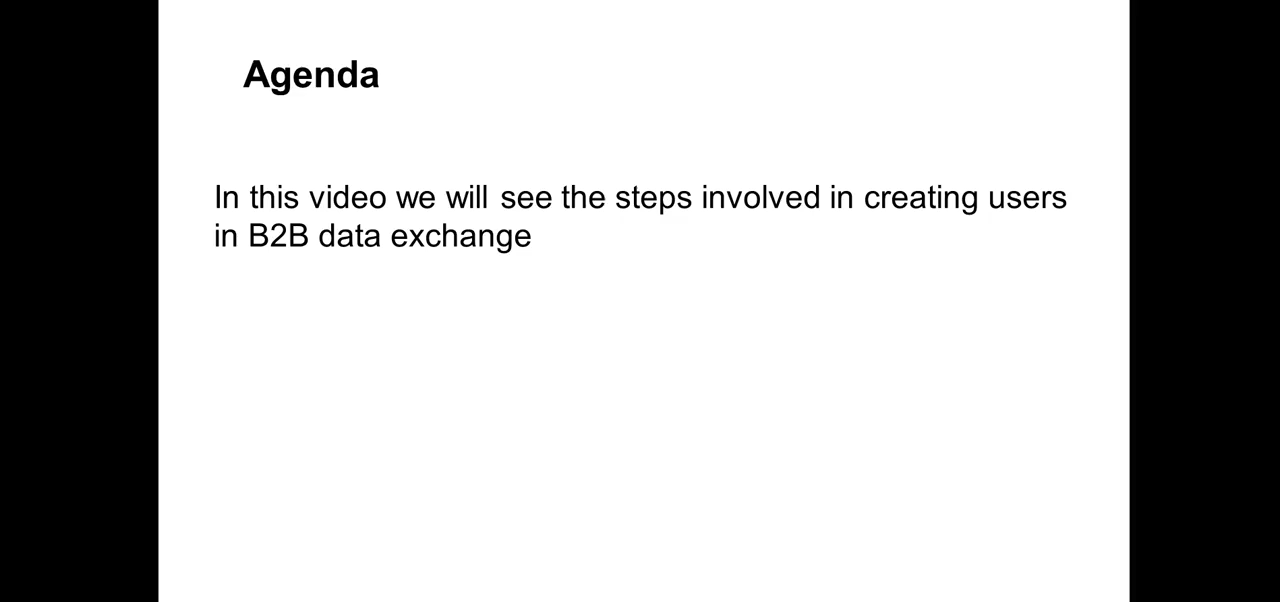 Agenda
In this video we will see the steps involved in creating users
in B2B data exchange